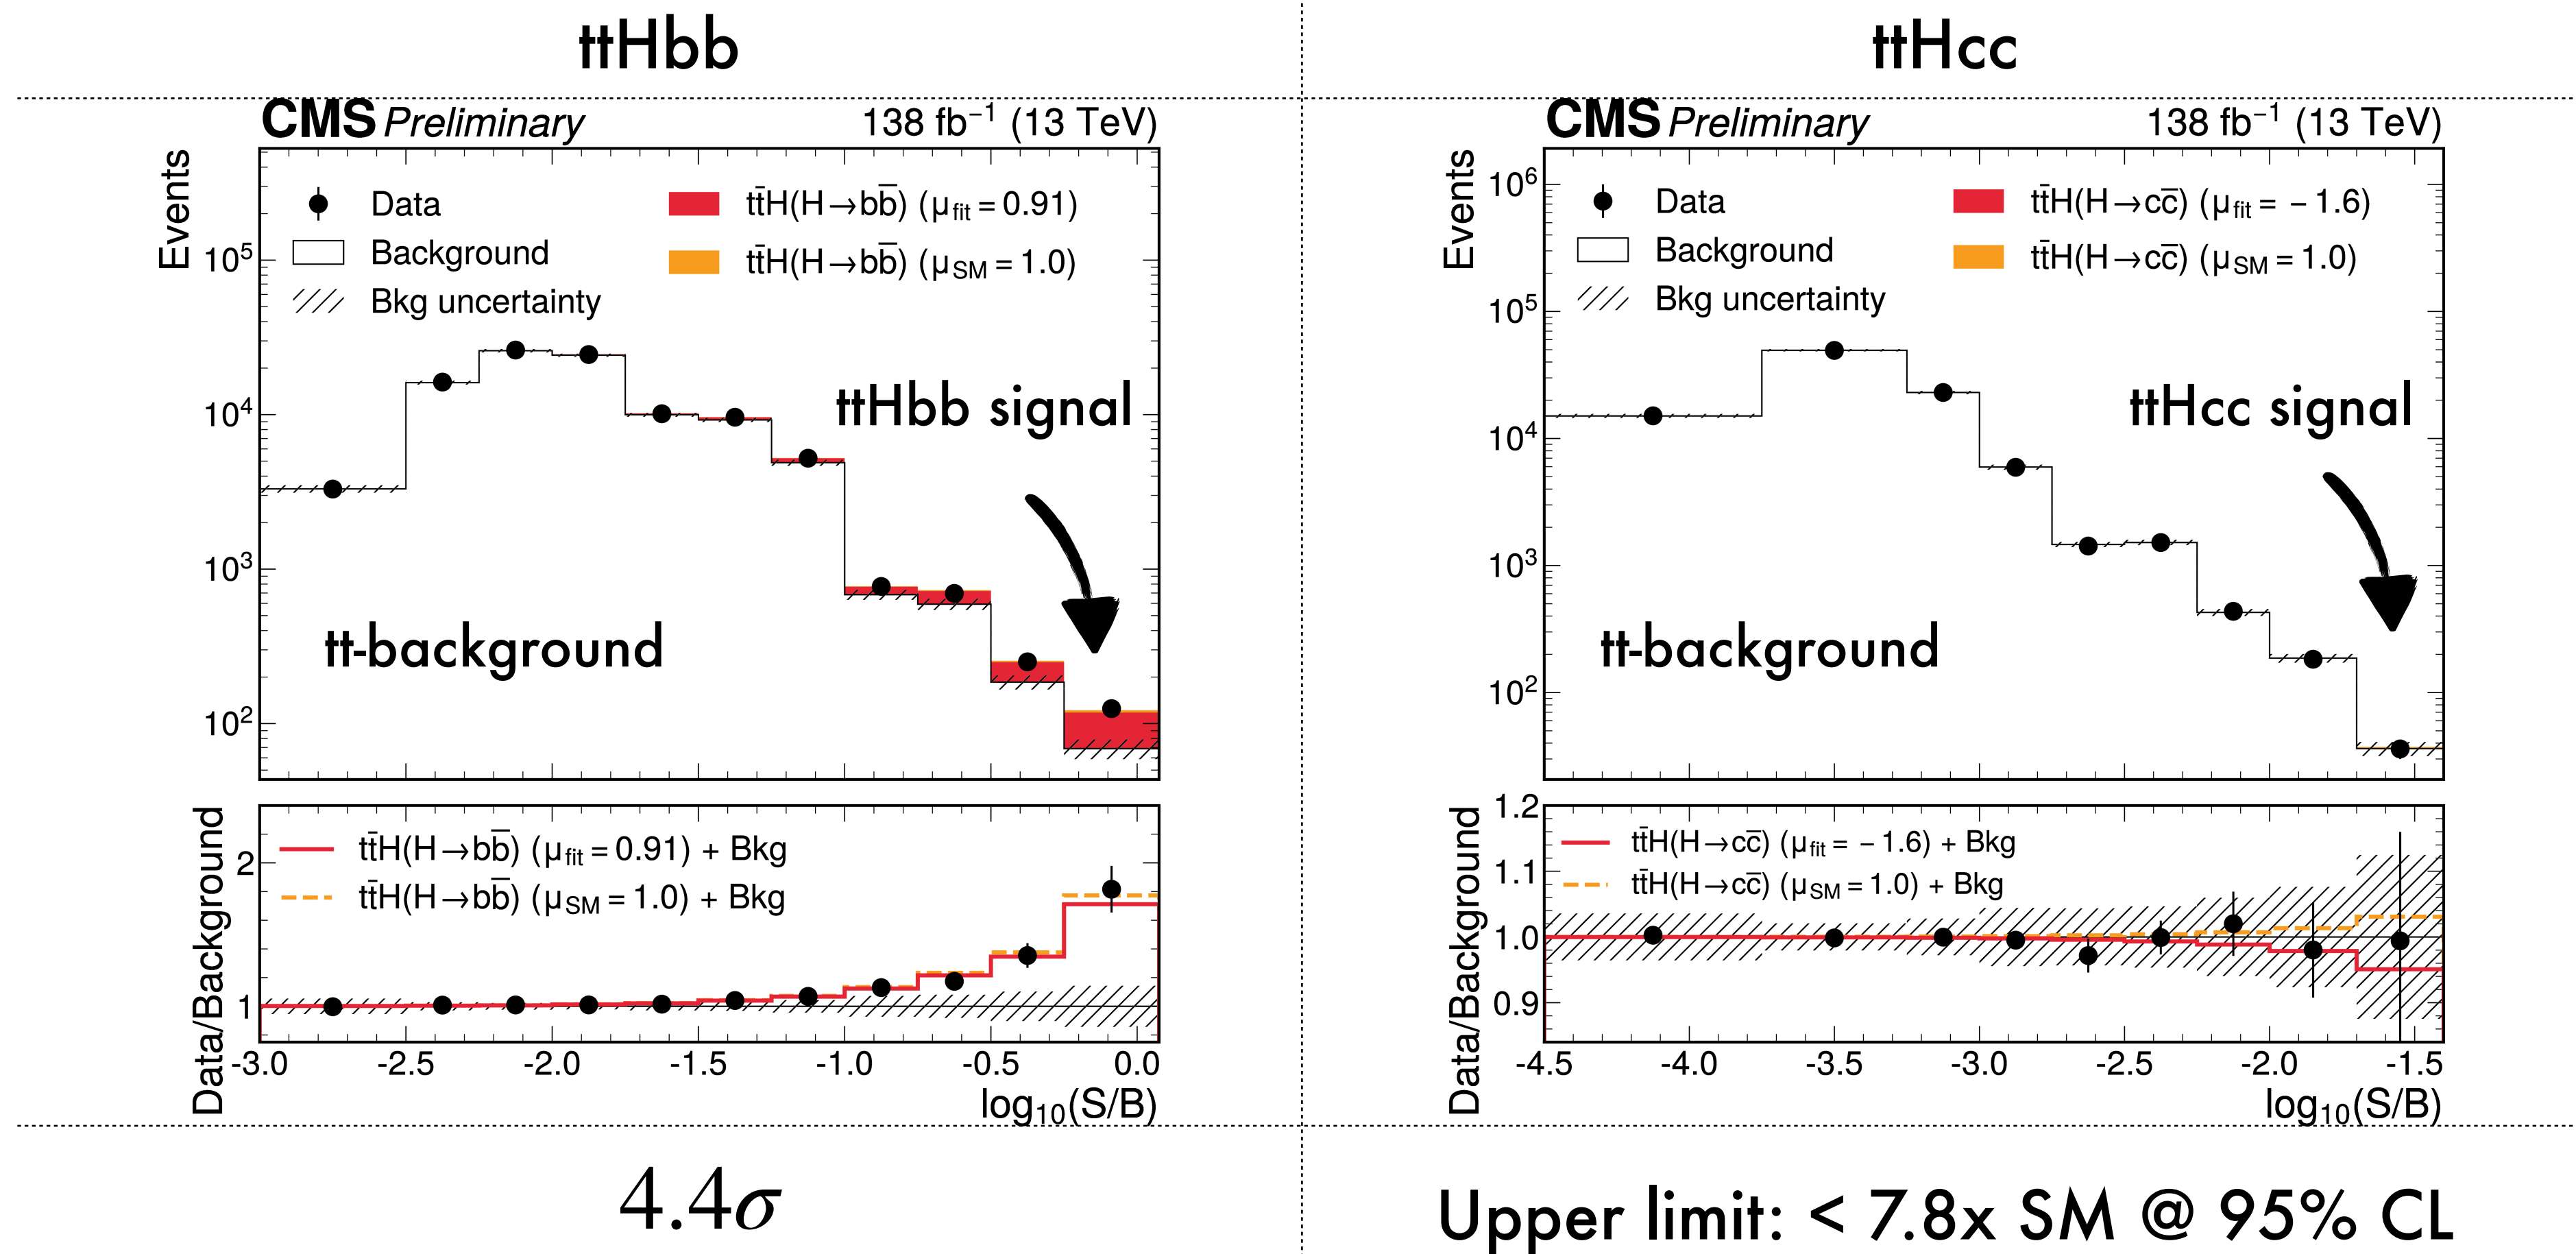 ttHbb
CMS Preliminary 138 fb⁻¹ (13 TeV)
Events
10⁵
10⁴
10³
10²
Data
Background
Bkg uncertainty
tt̄H(H→bb̄) (μfit = 0.91)
tt̄H(H→bb̄) (μSM = 1.0)
ttHbb signal
tt-background
Data/Background
2
1
tt̄H(H→bb̄) (μfit = 0.91) + Bkg
tt̄H(H→bb̄) (μSM = 1.0) + Bkg
-3.0 -2.5 -2.0 -1.5 -1.0 -0.5 0.0
log₁₀(S/B)
4.4σ
ttHcc
CMS Preliminary 138 fb⁻¹ (13 TeV)
Events
10⁶
10⁵
10⁴
10³
10²
Data
Background
Bkg uncertainty
tt̄H(H→cc̄) (μfit = − 1.6)
tt̄H(H→cc̄) (μSM = 1.0)
ttHcc signal
tt-background
Data/Background
1.2
1.1
1.0
0.9
tt̄H(H→cc̄) (μfit = − 1.6) + Bkg
tt̄H(H→cc̄) (μSM = 1.0) + Bkg
-4.5 -4.0 -3.5 -3.0 -2.5 -2.0 -1.5
log₁₀(S/B)
Upper limit: < 7.8x SM @ 95% CL